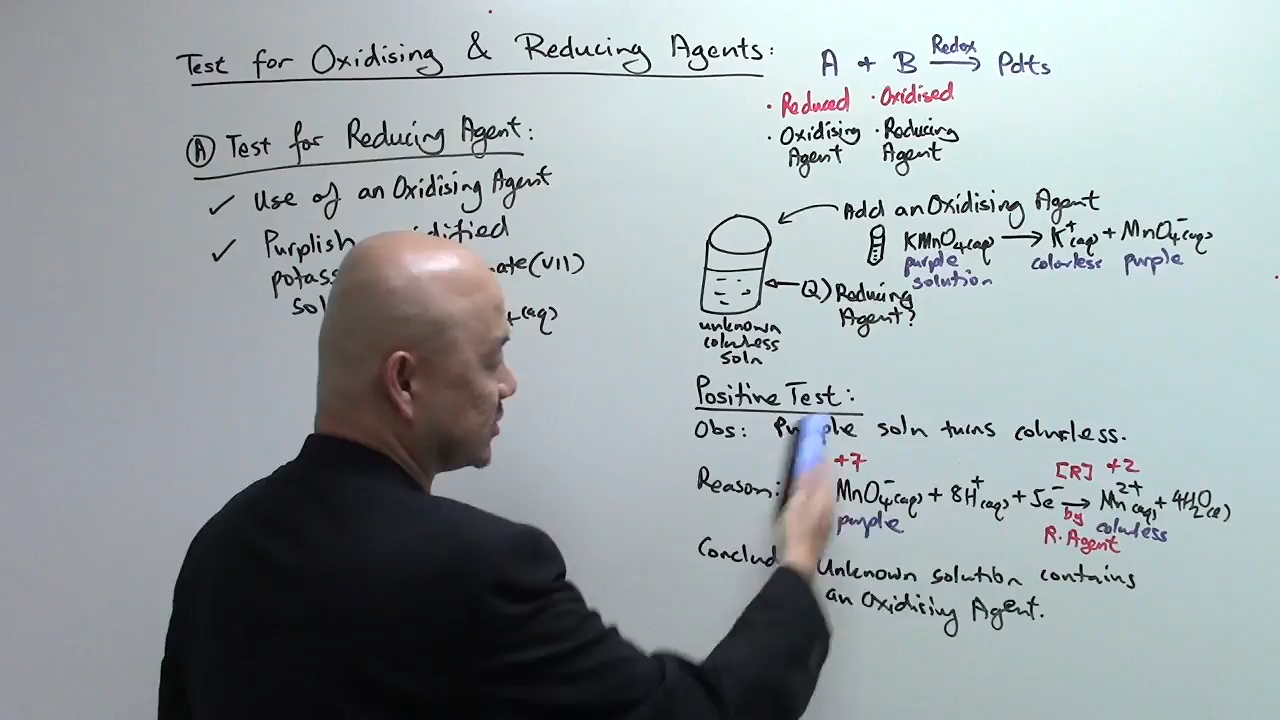 Test for Oxidising & Reducing Agents:
A + B Redox → Pdts
· Reduced · Oxidised
· Oxidising Agent · Reducing Agent
Ⓐ Test for Reducing Agent:
✓ Use of an Oxidising Agent
✓ Purplish
Add an Oxidising Agent
KMnO₄(aq) → K⁺(aq) + MnO₄⁻(aq)
purple solution colorless purple
Q) Reducing Agent?
unknown
colorless
soln
ate(VII)
(aq)
Positive Test:
Obs: soln turns colorless.
+7 [R] +2
Reason: MnO₄⁻(aq) + 8H⁺(aq) + 5e⁻ → Mn²⁺(aq) + 4H₂O(l)
purple by R. Agent colorless
Unknown solution contains
an Oxidising Agent.